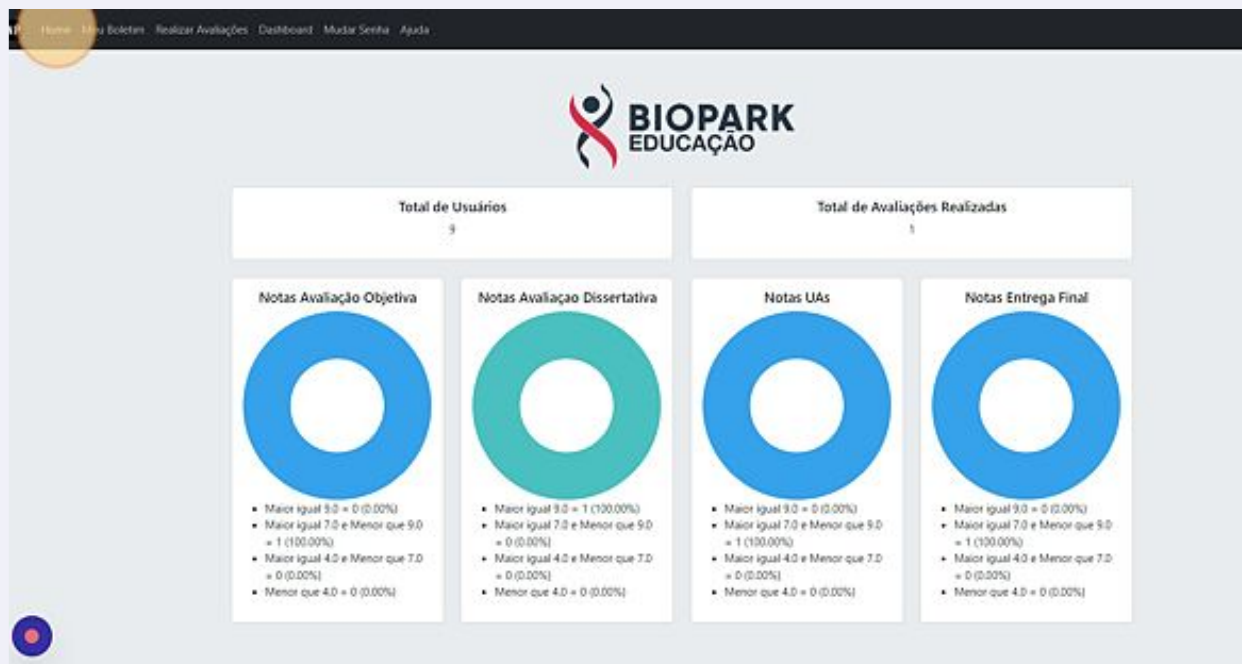 Home Meu Boletim Realizar Avaliações Dashboard Mudar Senha Ajuda
BIOPARK
EDUCAÇÃO
Total de Usuários
9
Total de Avaliações Realizadas
1
Notas Avaliação Objetiva
Maior igual 9.0 = 0 (0.00%)
Maior igual 7.0 e Menor que 9.0
= 1 (100.00%)
Maior igual 4.0 e Menor que 7.0
= 0 (0.00%)
Menor que 4.0 = 0 (0.00%)
Notas Avaliaçao Dissertativa
Maior igual 9.0 = 1 (100.00%)
Maior igual 7.0 e Menor que 9.0
= 0 (0.00%)
Maior igual 4.0 e Menor que 7.0
= 0 (0.00%)
Menor que 4.0 = 0 (0.00%)
Notas UAs
Maior igual 9.0 = 0 (0.00%)
Maior igual 7.0 e Menor que 9.0
= 1 (100.00%)
Maior igual 4.0 e Menor que 7.0
= 0 (0.00%)
Menor que 4.0 = 0 (0.00%)
Notas Entrega Final
Maior igual 9.0 = 0 (0.00%)
Maior igual 7.0 e Menor que 9.0
= 1 (100.00%)
Maior igual 4.0 e Menor que 7.0
= 0 (0.00%)
Menor que 4.0 = 0 (0.00%)